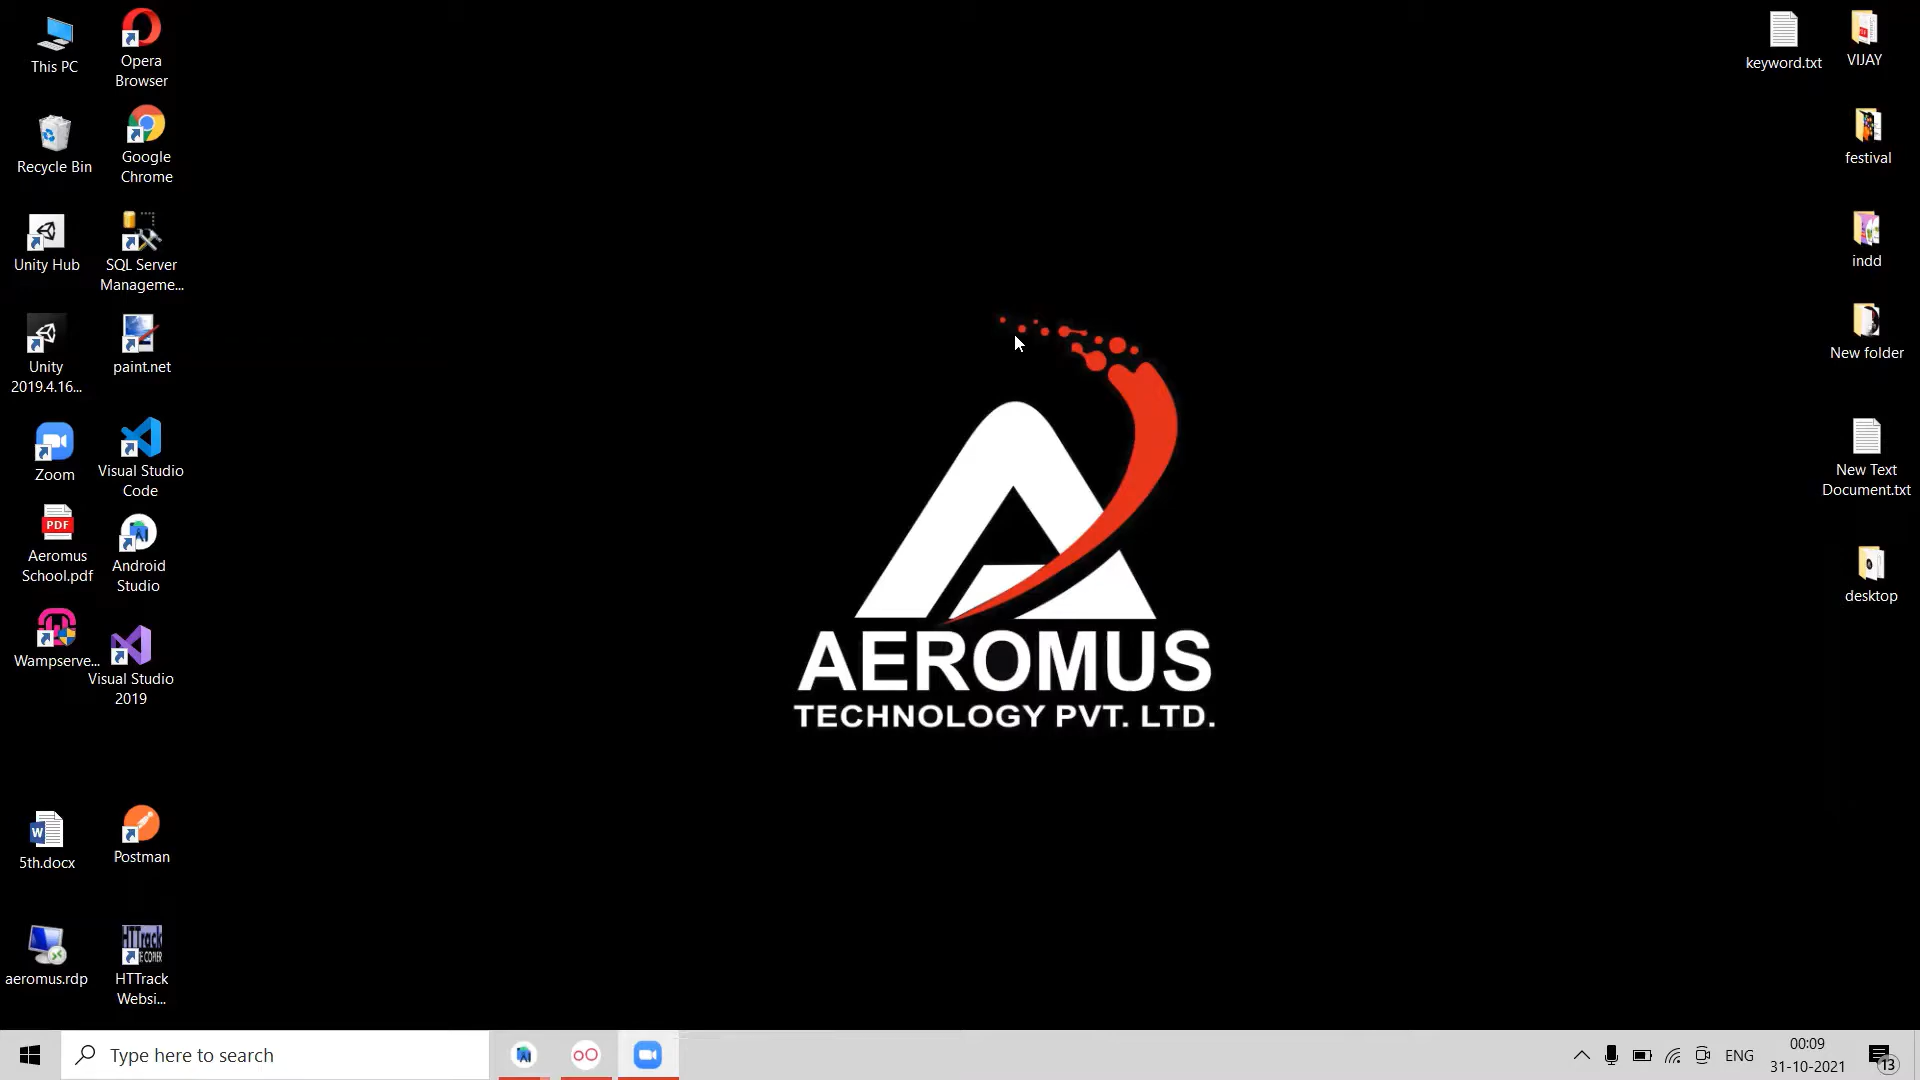 This PC
Opera
Browser
Recycle Bin
Google
Chrome
Unity Hub
SQL Server
Manageme...
Unity
2019.4.16...
paint.net
Zoom
Visual Studio
Code
PDF
Aeromus
School.pdf
Android
Studio
Wampserve...
Visual Studio
2019
W
5th.docx
Postman
aeromus.rdp
HTTrack
HTTrack
Websi...
AEROMUS
TECHNOLOGY PVT. LTD.
keyword.txt
VIJAY
festival
indd
New folder
New Text
Document.txt
desktop
Type here to search
ENG
00:09
31-10-2021
13